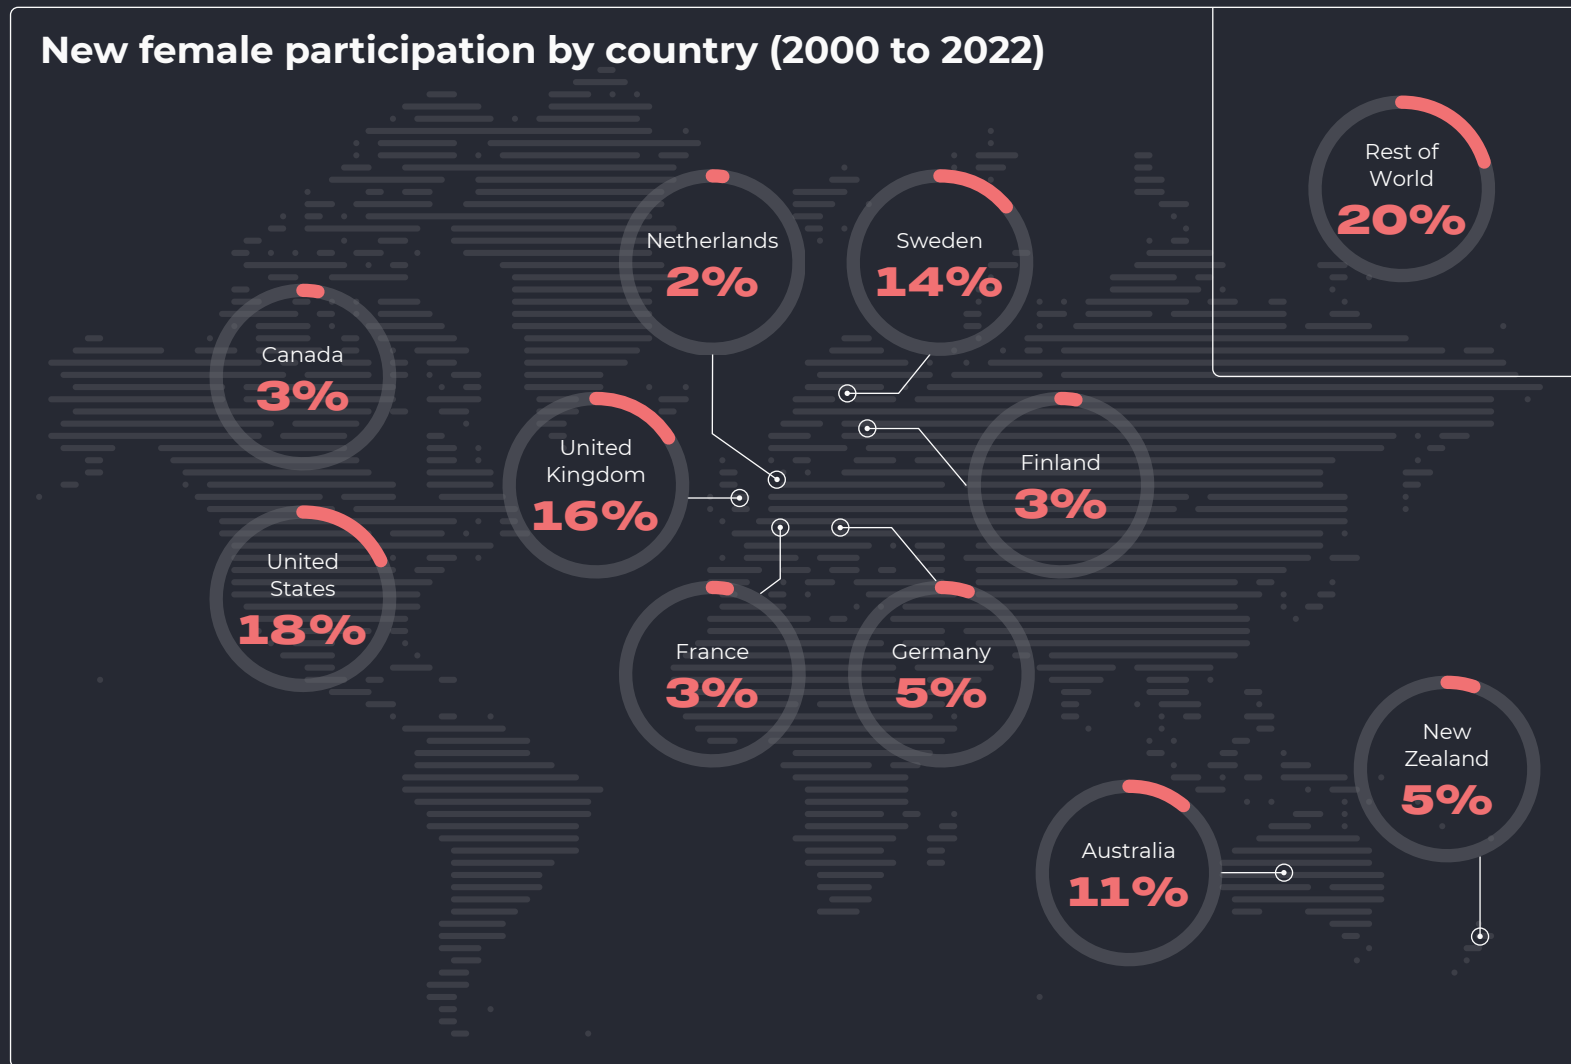 New female participation by country (2000 to 2022)
Rest of
World
20%
Netherlands
2%
Sweden
14%
Canada
3%
United
Kingdom
16%
Finland
3%
United
States
18%
France
3%
Germany
5%
New
Zealand
5%
Australia
11%